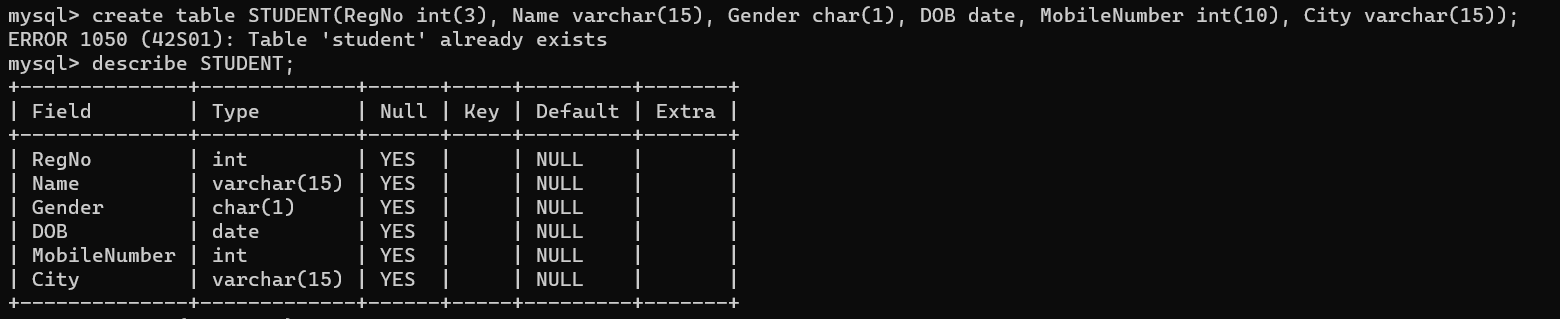 mysql> create table STUDENT(RegNo int(3), Name varchar(15), Gender char(1), DOB date, MobileNumber int(10), City varchar(15));
ERROR 1050 (42S01): Table 'student' already exists
mysql> describe STUDENT;
+--------------+-------------+------+-----+---------+-------+
| Field        | Type        | Null | Key | Default | Extra |
+--------------+-------------+------+-----+---------+-------+
| RegNo        | int         | YES  |     | NULL    |       |
| Name         | varchar(15) | YES  |     | NULL    |       |
| Gender       | char(1)     | YES  |     | NULL    |       |
| DOB          | date        | YES  |     | NULL    |       |
| MobileNumber | int         | YES  |     | NULL    |       |
| City         | varchar(15) | YES  |     | NULL    |       |
+--------------+-------------+------+-----+---------+-------+